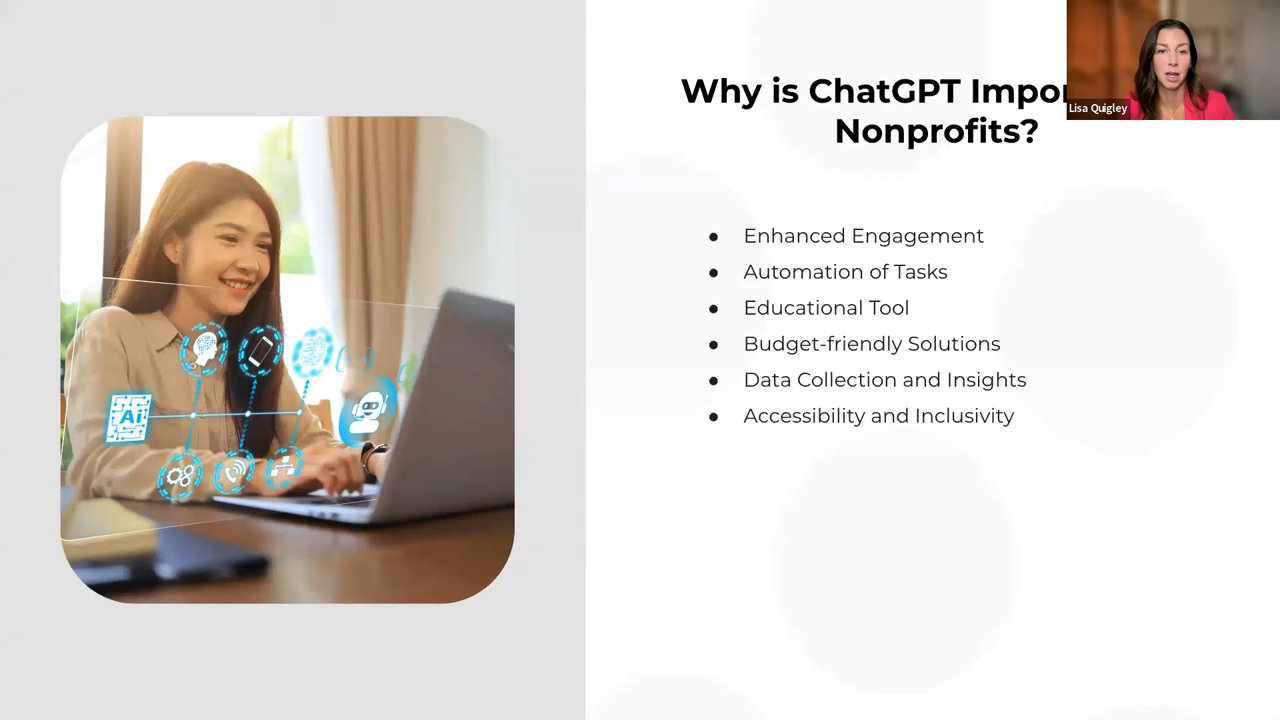 Why is ChatGPT Impor
Nonprofits?
Lisa Quigley
● Enhanced Engagement
● Automation of Tasks
● Educational Tool
● Budget-friendly Solutions
● Data Collection and Insights
● Accessibility and Inclusivity
Ai